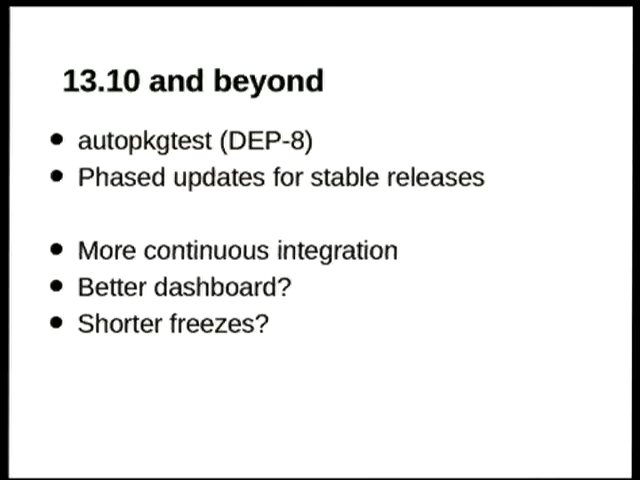 13.10 and beyond
• autopkgtest (DEP-8)
• Phased updates for stable releases
• More continuous integration
• Better dashboard?
• Shorter freezes?